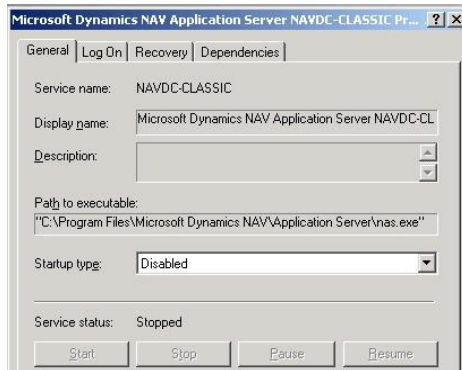 Microsoft Dynamics NAV Application Server NAVDC-CLASSIC Pr...
General Log On Recovery Dependencies
Service name: NAVDC-CLASSIC
Display name: Microsoft Dynamics NAV Application Server NAVDC-CL
Description:
Path to executable:
"C:\Program Files\Microsoft Dynamics NAV\Application Server\nas.exe"
Startup type: Disabled
Service status: Stopped
Start Stop Pause Resume